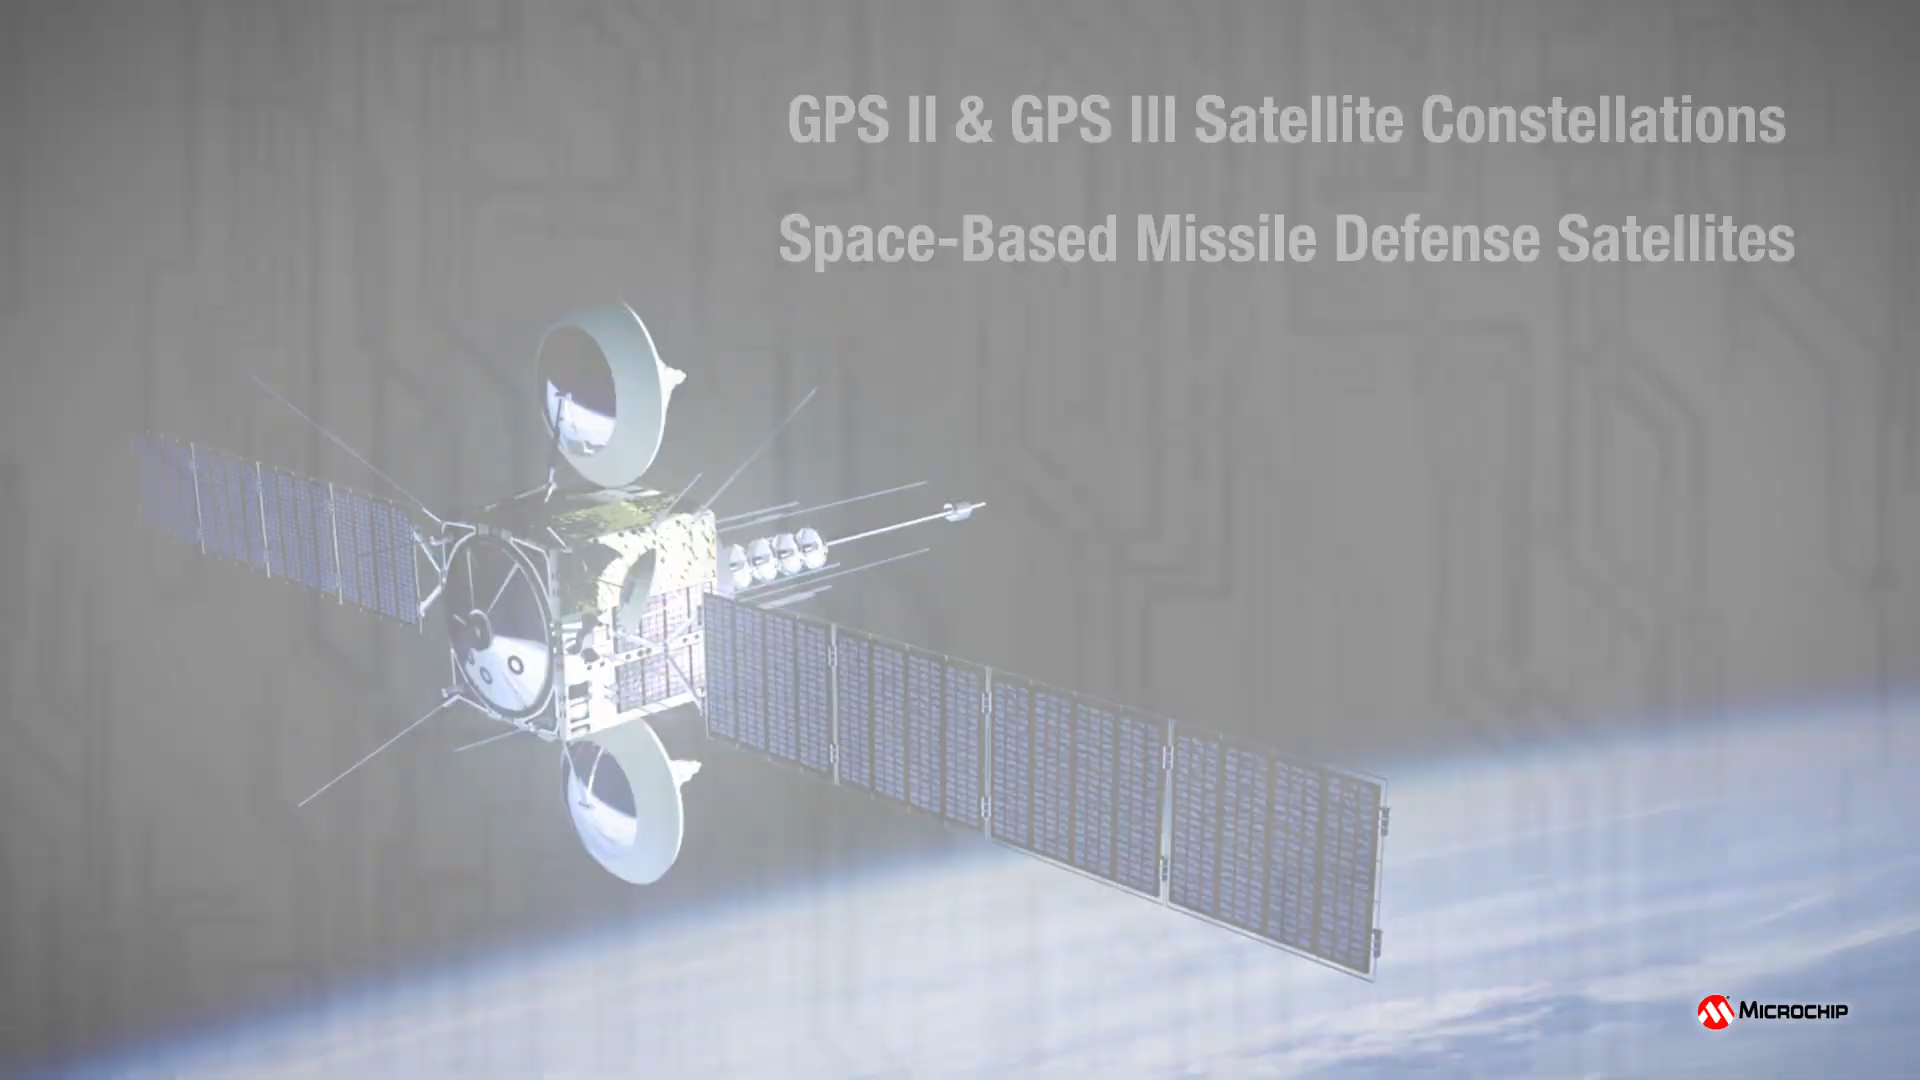 GPS II & GPS III Satellite Constellations
Space-Based Missile Defense Satellites
MICROCHIP